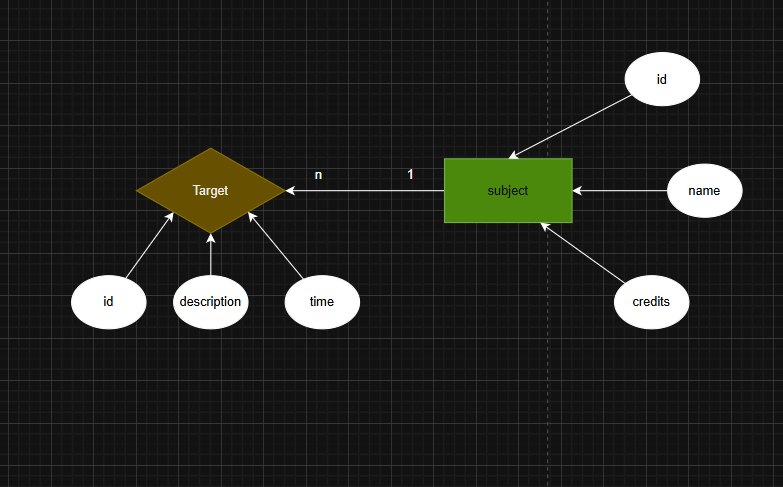 id
n
1
Target
subject
name
id
description
time
credits